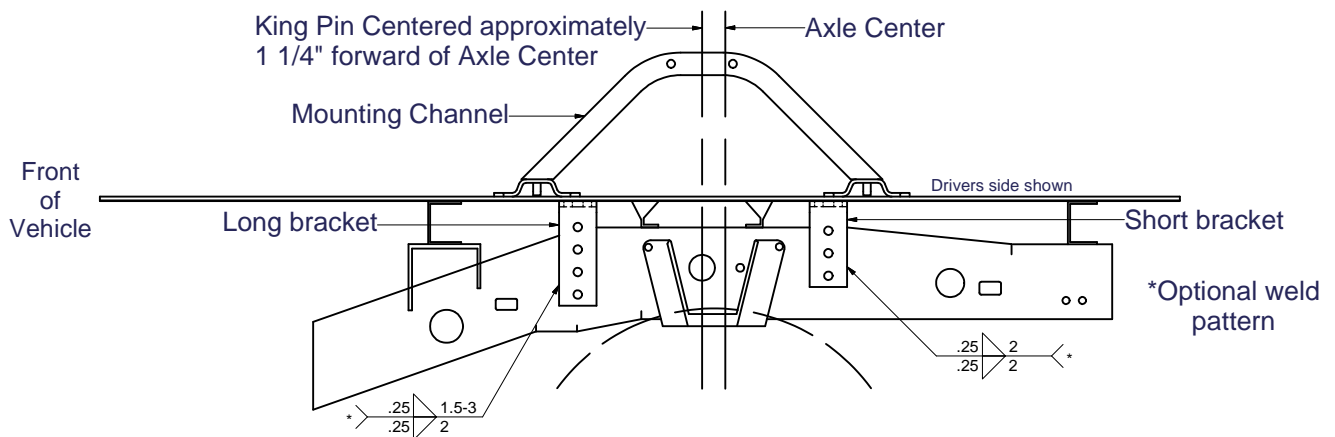 King Pin Centered approximately
1 1/4" forward of Axle Center
Axle Center
Mounting Channel
Front
of
Vehicle
Drivers side shown
Long bracket
Short bracket
*Optional weld
pattern
.25 2
.25 2
*
.25 1.5-3
.25 2
*